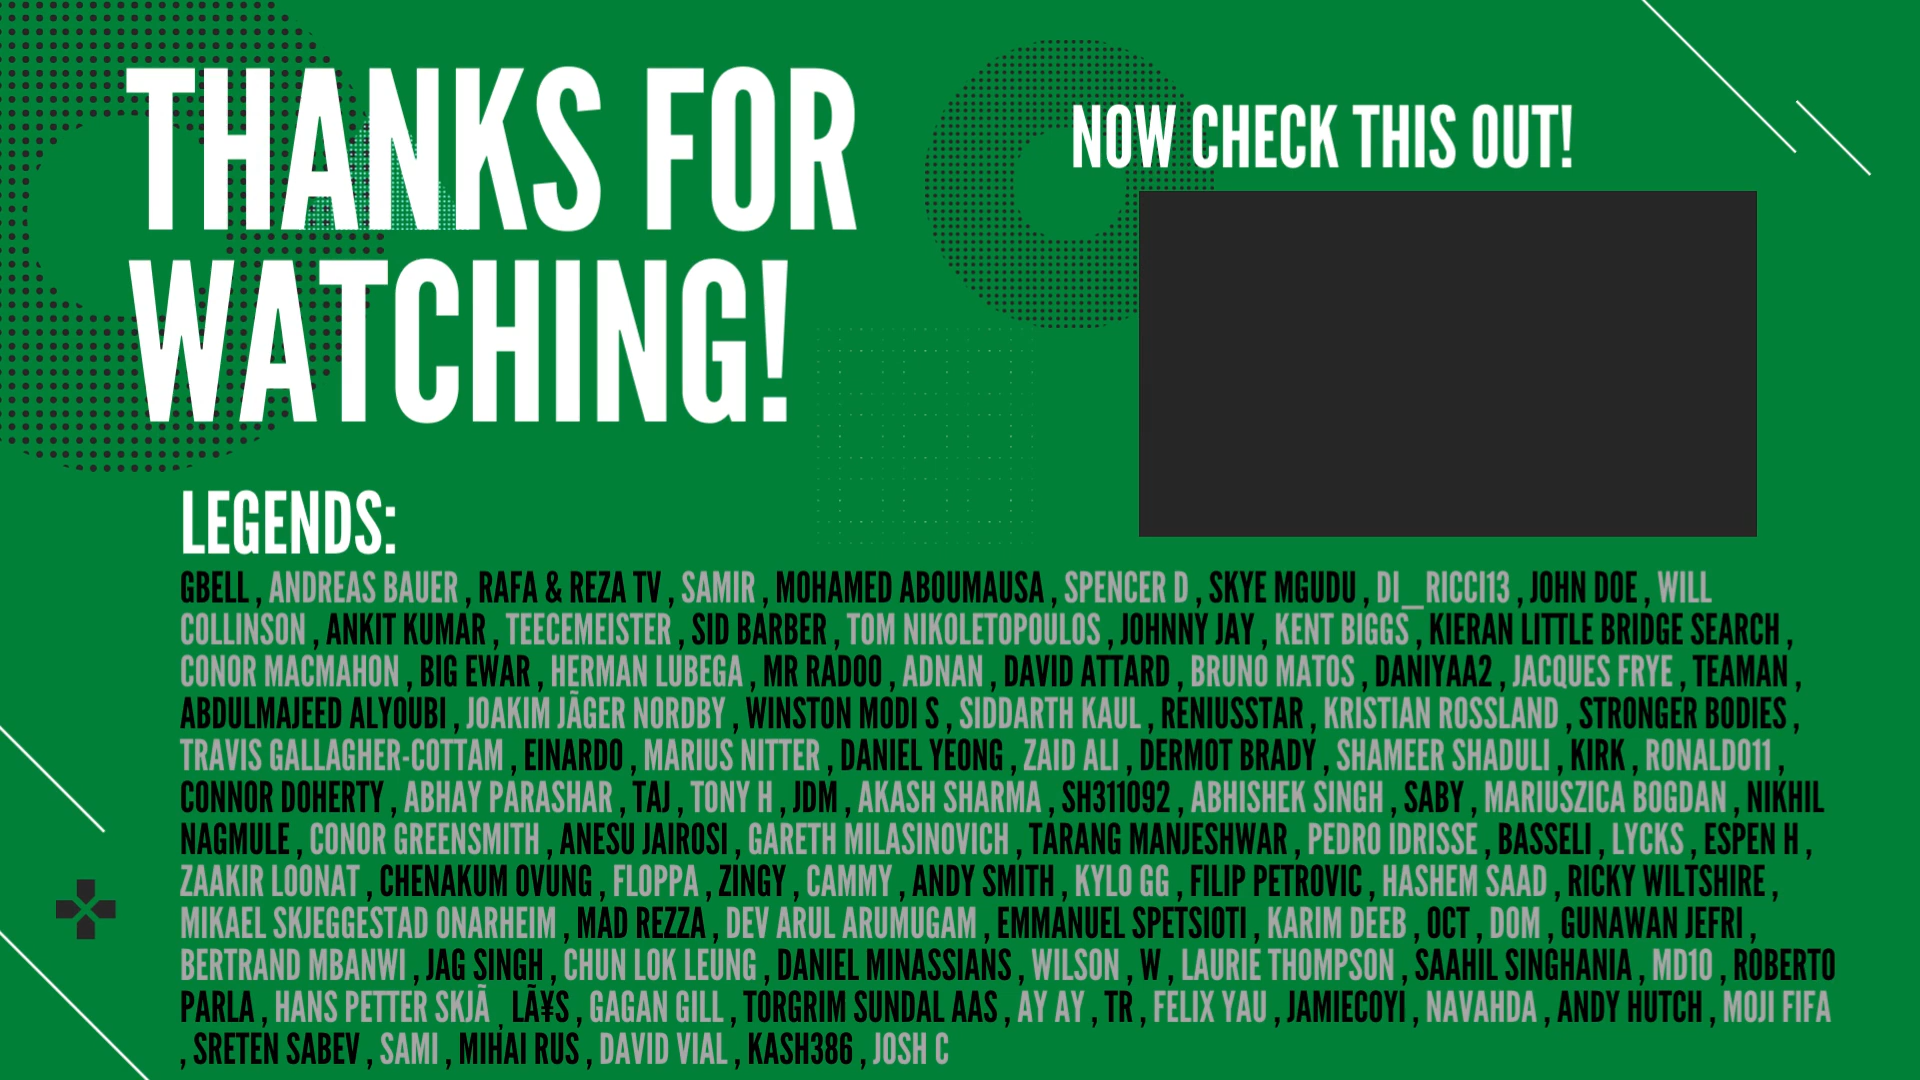 THANKS FOR
WATCHING!
NOW CHECK THIS OUT!
LEGENDS:
GBELL , ANDREAS BAUER , RAFA & REZA TV , SAMIR , MOHAMED ABOUMAUSA , SPENCER D , SKYE MGUDU , DI_RICCI13 , JOHN DOE , WILL
COLLINSON , ANKIT KUMAR , TEECEMEISTER , SID BARBER , TOM NIKOLETOPOULOS , JOHNNY JAY , KENT BIGGS , KIERAN LITTLE BRIDGE SEARCH ,
CONOR MACMAHON , BIG EWAR , HERMAN LUBEGA , MR RADOO , ADNAN , DAVID ATTARD , BRUNO MATOS , DANIYAA2 , JACQUES FRYE , TEAMAN ,
ABDULMAJEED ALYOUBI , JOAKIM JÃGER NORDBY , WINSTON MODI S , SIDDARTH KAUL , RENIUSSTAR , KRISTIAN ROSSLAND , STRONGER BODIES ,
TRAVIS GALLAGHER-COTTAM , EINARDO , MARIUS NITTER , DANIEL YEONG , ZAID ALI , DERMOT BRADY , SHAMEER SHADULI , KIRK , RONALDO11 ,
CONNOR DOHERTY , ABHAY PARASHAR , TAJ , TONY H , JDM , AKASH SHARMA , SH311092 , ABHISHEK SINGH , SABY , MARIUSZICA BOGDAN , NIKHIL
NAGMULE , CONOR GREENSMITH , ANESU JAIROSI , GARETH MILASINOVICH , TARANG MANJESHWAR , PEDRO IDRISSE , BASSELI , LYCKS , ESPEN H ,
ZAAKIR LOONAT , CHENAKUM OVUNG , FLOPPA , ZINGY , CAMMY , ANDY SMITH , KYLO GG , FILIP PETROVIC , HASHEM SAAD , RICKY WILTSHIRE ,
MIKAEL SKJEGGESTAD ONARHEIM , MAD REZZA , DEV ARUL ARUMUGAM , EMMANUEL SPETSIOTI , KARIM DEEB , OCT , DOM , GUNAWAN JEFRI ,
BERTRAND MBANWI , JAG SINGH , CHUN LOK LEUNG , DANIEL MINASSIANS , WILSON , W , LAURIE THOMPSON , SAAHIL SINGHANIA , MD10 , ROBERTO
PARLA , HANS PETTER SKJÃ¸LÃ¥S , GAGAN GILL , TORGRIM SUNDAL AAS , AY AY , TR , FELIX YAU , JAMIECOYI , NAVAHDA , ANDY HUTCH , MOJI FIFA
, SRETEN SABEV , SAMI , MIHAI RUS , DAVID VIAL , KASH386 , JOSH C